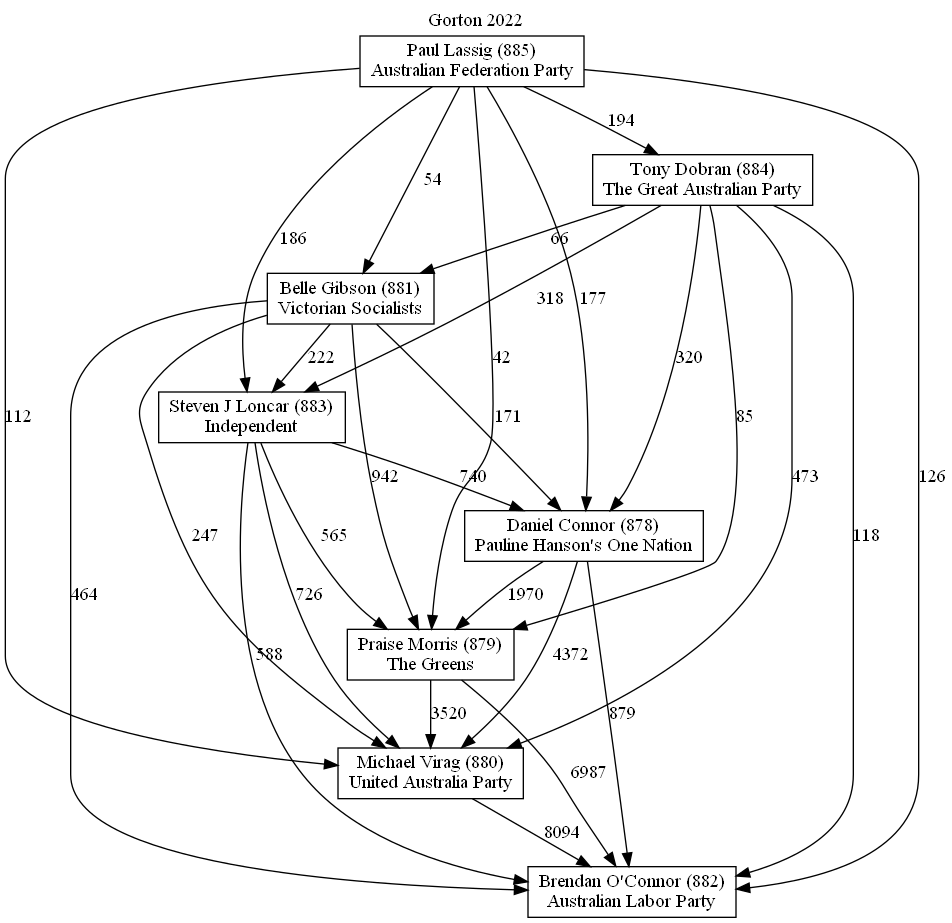 Gorton 2022
Paul Lassig (885)
Australian Federation Party
194
Tony Dobran (884)
The Great Australian Party
54
186
66
Belle Gibson (881)
Victorian Socialists
318
177
222
42
320
Steven J Loncar (883)
Independent
112
171
85
942
740
473
126
Daniel Connor (878)
Pauline Hanson's One Nation
247
565
118
464
726
1970
Praise Morris (879)
The Greens
588
4372
3520
879
Michael Virag (880)
United Australia Party
6987
8094
Brendan O'Connor (882)
Australian Labor Party